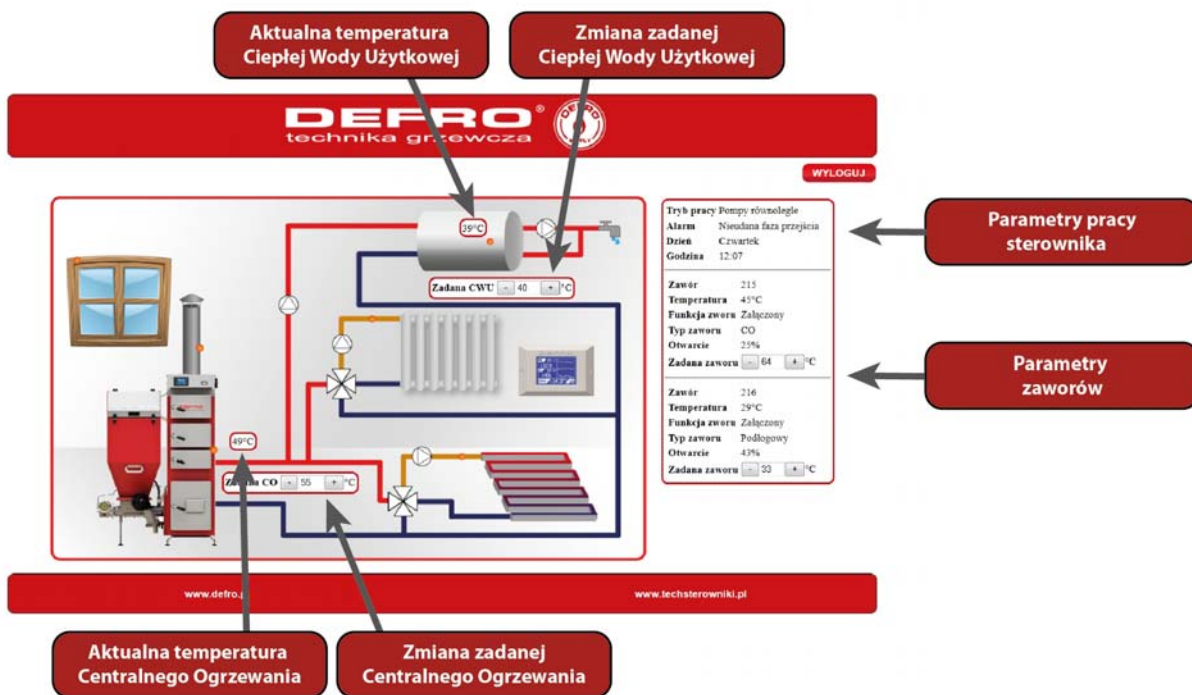 Aktualna temperatura
Ciepłej Wody Użytkowej
Zmiana zadanej
Ciepłej Wody Użytkowej
DEFRO®
technika grzewcza
DEFRO
WYLOGUJ
39°C
Zadana CWU - 40 + °C
49°C
Zadana CO - 55 + °C
Tryb pracy Pompy równoległe
Alarm Nieudana faza przejścia
Dzień Czwartek
Godzina 12:07
Zawór 215
Temperatura 45°C
Funkcja zworu Załączony
Typ zaworu CO
Otwarcie 25%
Zadana zaworu - 64 + °C
Zawór 216
Temperatura 29°C
Funkcja zworu Załączony
Typ zaworu Podłogowy
Otwarcie 43%
Zadana zaworu - 33 + °C
Parametry pracy
sterownika
Parametry
zaworów
www.defro.p
www.techsterowniki.pl
Aktualna temperatura
Centralnego Ogrzewania
Zmiana zadanej
Centralnego Ogrzewania